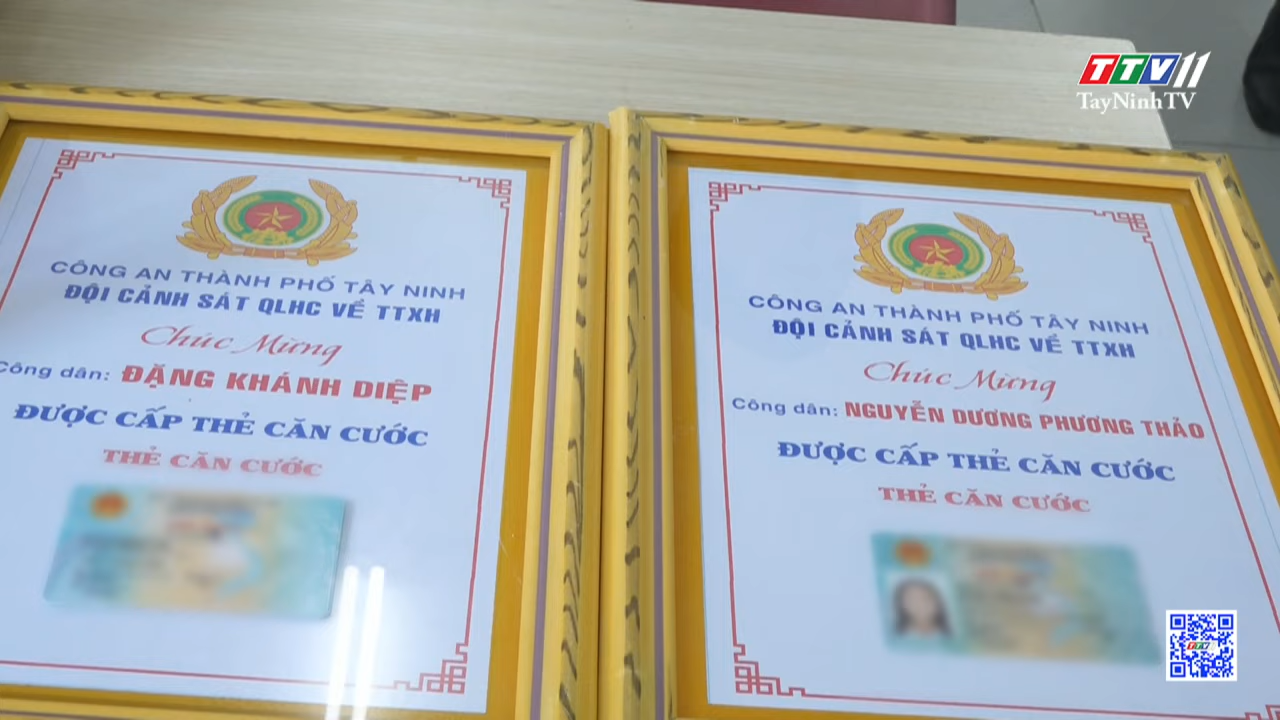 TTV11
TayNinhTV
CÔNG AN THÀNH PHỐ TÂY NINH
ĐỘI CẢNH SÁT QLHC VỀ TTXH
Chúc Mừng
Công dân: ĐẶNG KHÁNH DIỆP
ĐƯỢC CẤP THẺ CĂN CƯỚC
THẺ CĂN CƯỚC
CÔNG AN THÀNH PHỐ TÂY NINH
ĐỘI CẢNH SÁT QLHC VỀ TTXH
Chúc Mừng
Công dân: NGUYỄN DƯƠNG PHƯƠNG THẢO
ĐƯỢC CẤP THẺ CĂN CƯỚC
THẺ CĂN CƯỚC
TTV